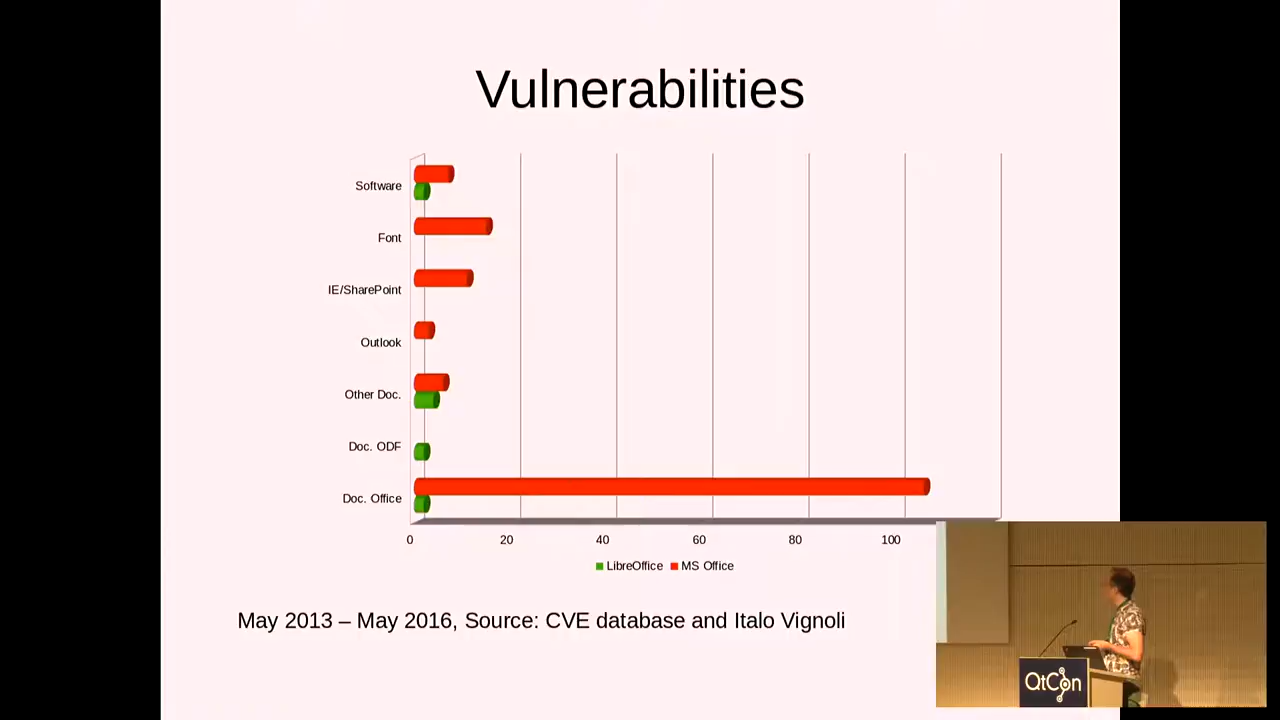 Vulnerabilities
Software
Font
IE/SharePoint
Outlook
Other Doc.
Doc. ODF
Doc. Office
0 20 40 60 80 100
LibreOffice MS Office
May 2013 – May 2016, Source: CVE database and Italo Vignoli
QtCon